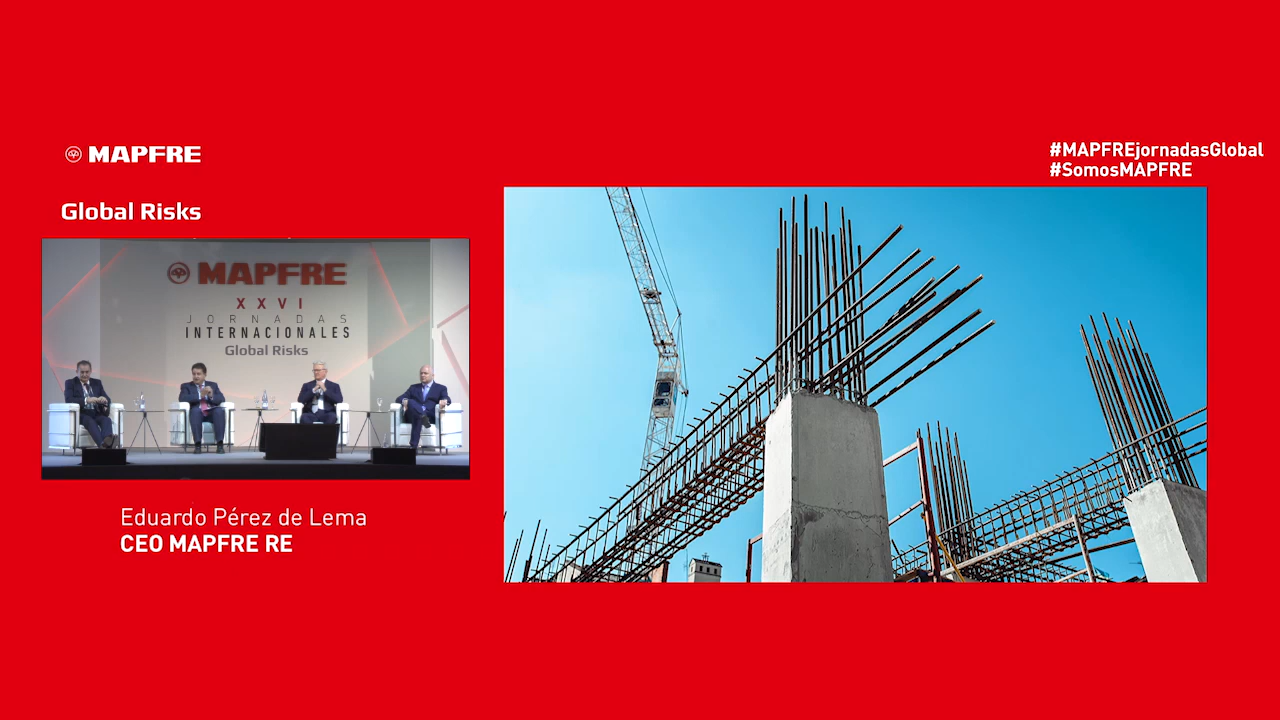 MAPFRE
#MAPFREjornadasGlobal
#SomosMAPFRE
Global Risks
MAPFRE
XXVI
JORNADAS
INTERNACIONALES
Global Risks
Eduardo Pérez de Lema
CEO MAPFRE RE